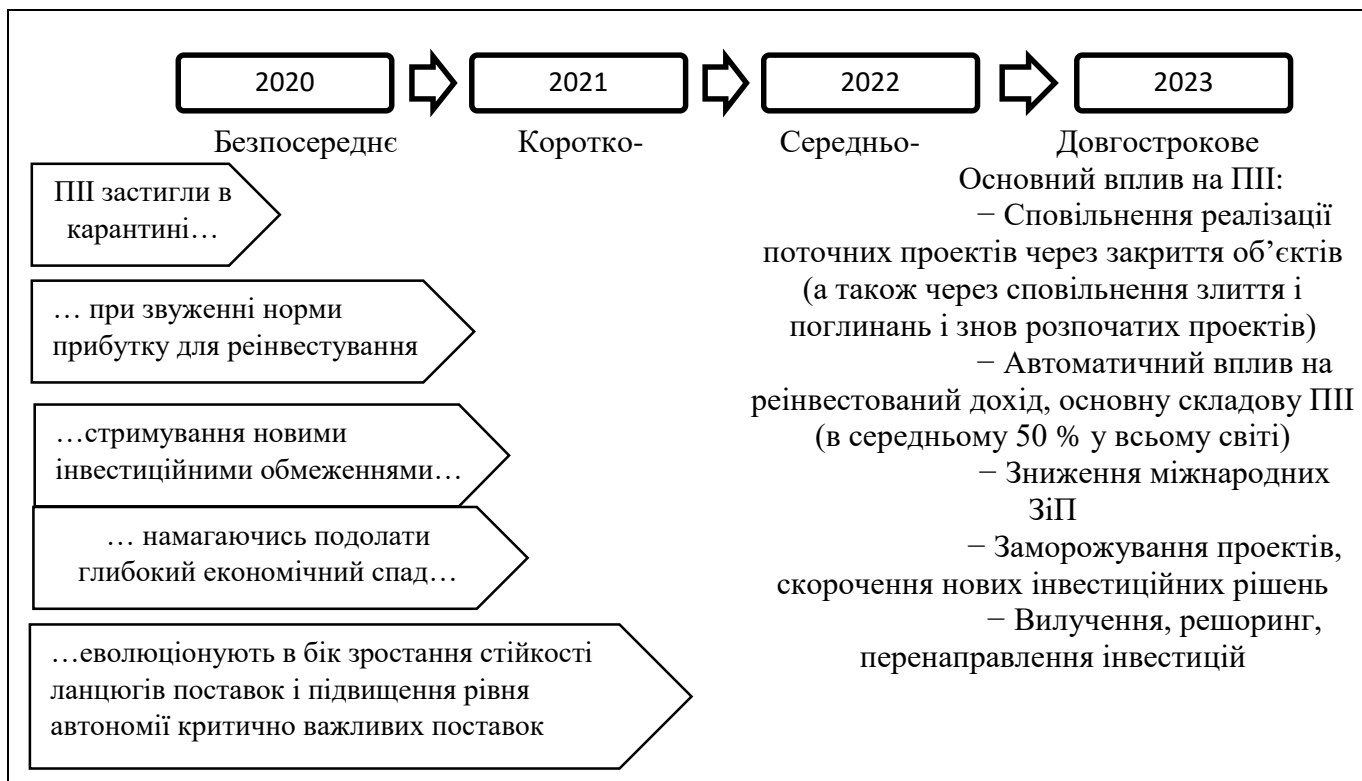 2020
2021
2022
2023
Безпосереднє
Коротко-
Середньо-
Довгострокове
ПІІ застигли в
карантині…
… при звуженні норми
прибутку для реінвестування
…стримування новими
інвестиційними обмеженнями…
… намагаючись подолати
глибокий економічний спад…
…еволюціонують в бік зростання стійкості
ланцюгів поставок і підвищення рівня
автономії критично важливих поставок
Основний вплив на ПІІ:
− Сповільнення реалізації
поточних проектів через закриття об’єктів
(а також через сповільнення злиття і
поглинань і знов розпочатих проектів)
− Автоматичний вплив на
реінвестований дохід, основну складову ПІІ
(в середньому 50 % у всьому світі)
− Зниження міжнародних
ЗіП
− Заморожування проектів,
скорочення нових інвестиційних рішень
− Вилучення, решоринг,
перенаправлення інвестицій